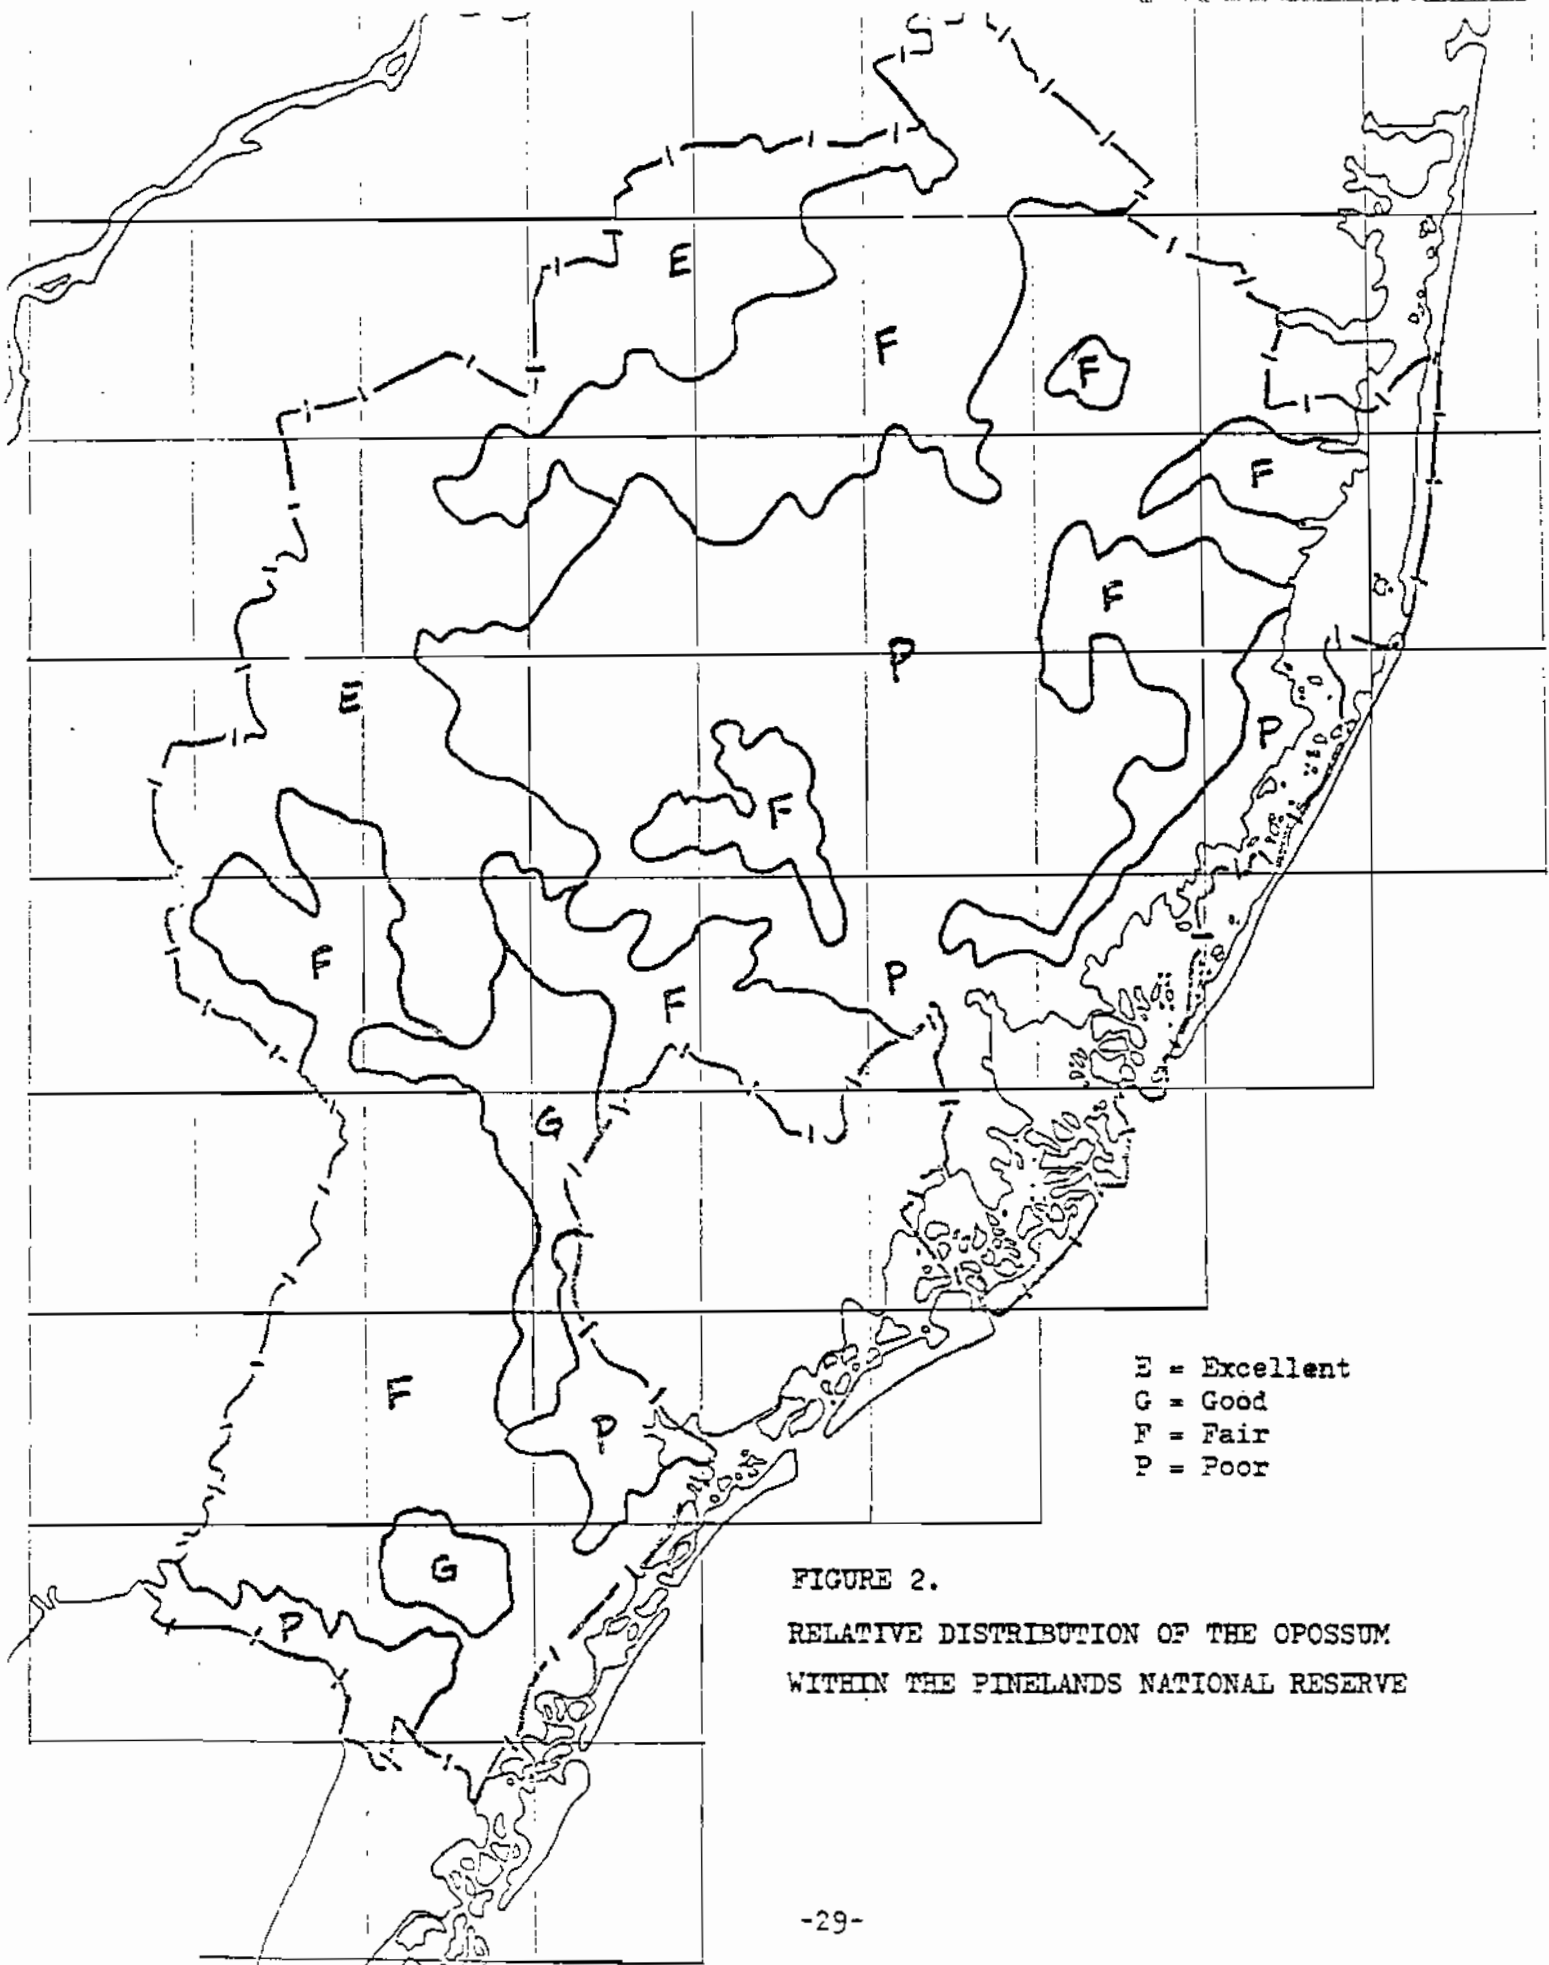 E
F
F
F
F
P
E
P
F
F
P
F
G
F
P
G
P
E = Excellent
G = Good
F = Fair
P = Poor
FIGURE 2.
RELATIVE DISTRIBUTION OF THE OPOSSUM
WITHIN THE PINELANDS NATIONAL RESERVE
-29-